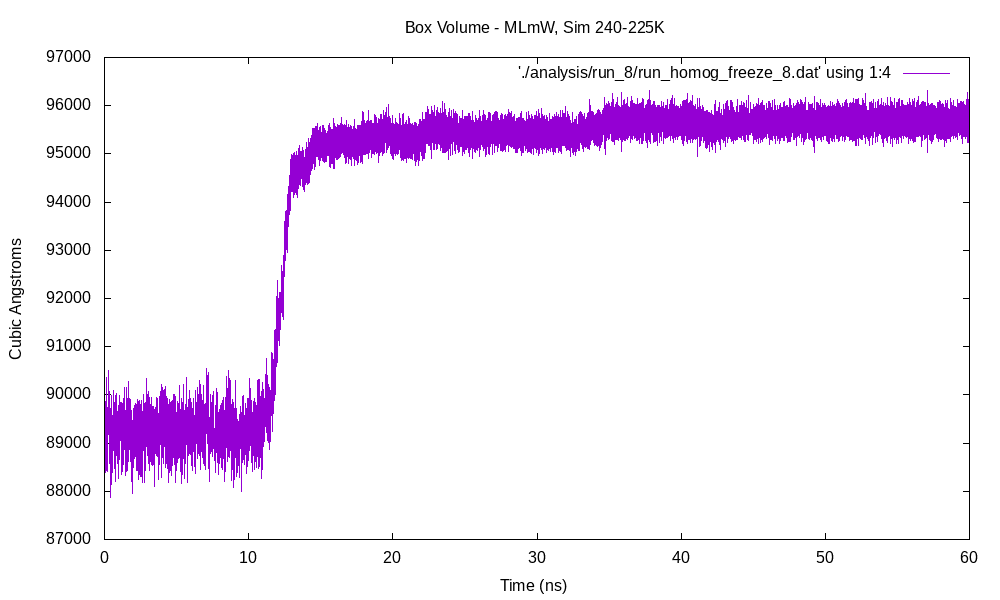 Box Volume - MLmW, Sim 240-225K
'./analysis/run_8/run_homog_freeze_8.dat' using 1:4
97000
96000
95000
94000
93000
92000
91000
90000
89000
88000
87000
Cubic Angstroms
0 10 20 30 40 50 60
Time (ns)